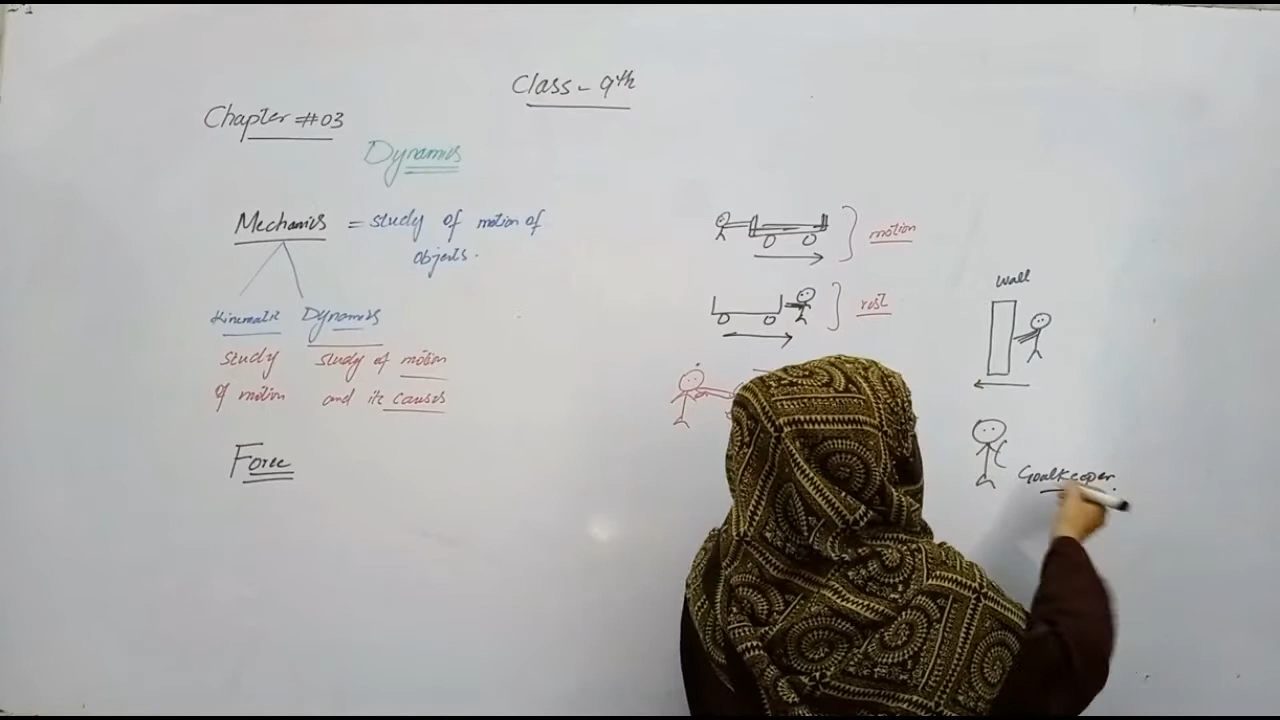 Class - 9th
Chapter #03
Dynamics
Mechanics = study of motion of
objects.
Kinematic Dynamics
study study of motion
of motion and its causes
Force
motion
rest
Wall
Goalkeeper.